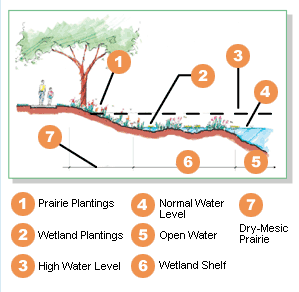 1
2
3
4
7
6
5
1 Prairie Plantings
2 Wetland Plantings
3 High Water Level
4 Normal Water
Level
5 Open Water
6 Wetland Shelf
7
Dry-Mesic
Prairie